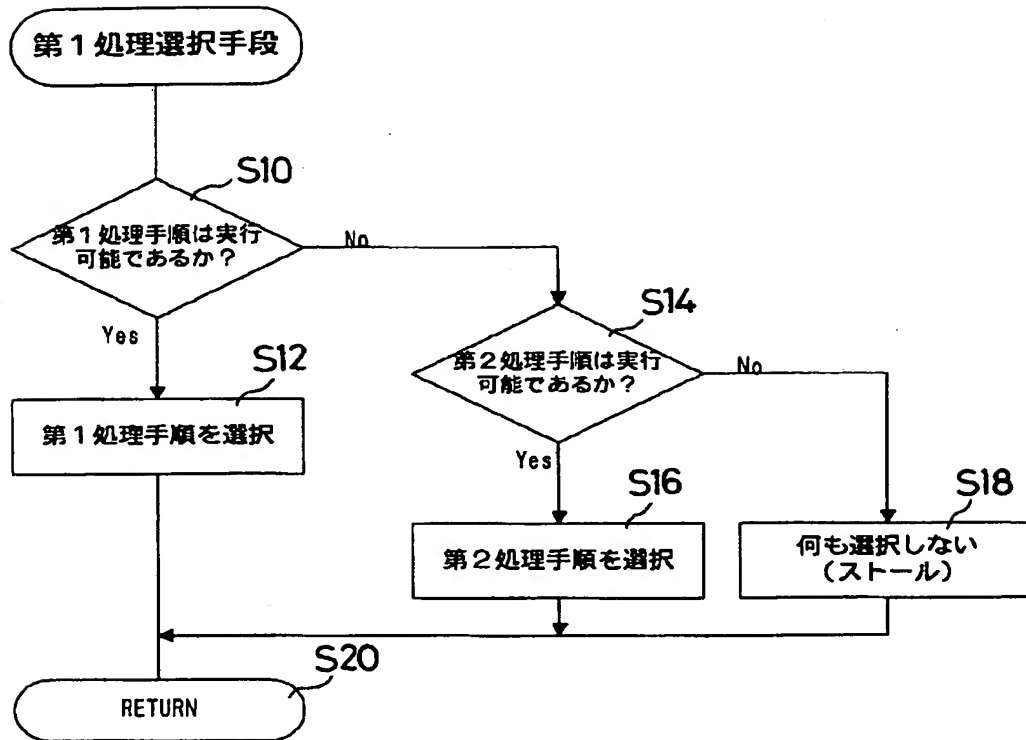 第１処理選択手段
S10
第１処理手順は実行
可能であるか？
No
Yes
S12
第１処理手順を選択
S14
第２処理手順は実行
可能であるか？
No
Yes
S16
第２処理手順を選択
S18
何も選択しない
（ストール）
S20
RETURN